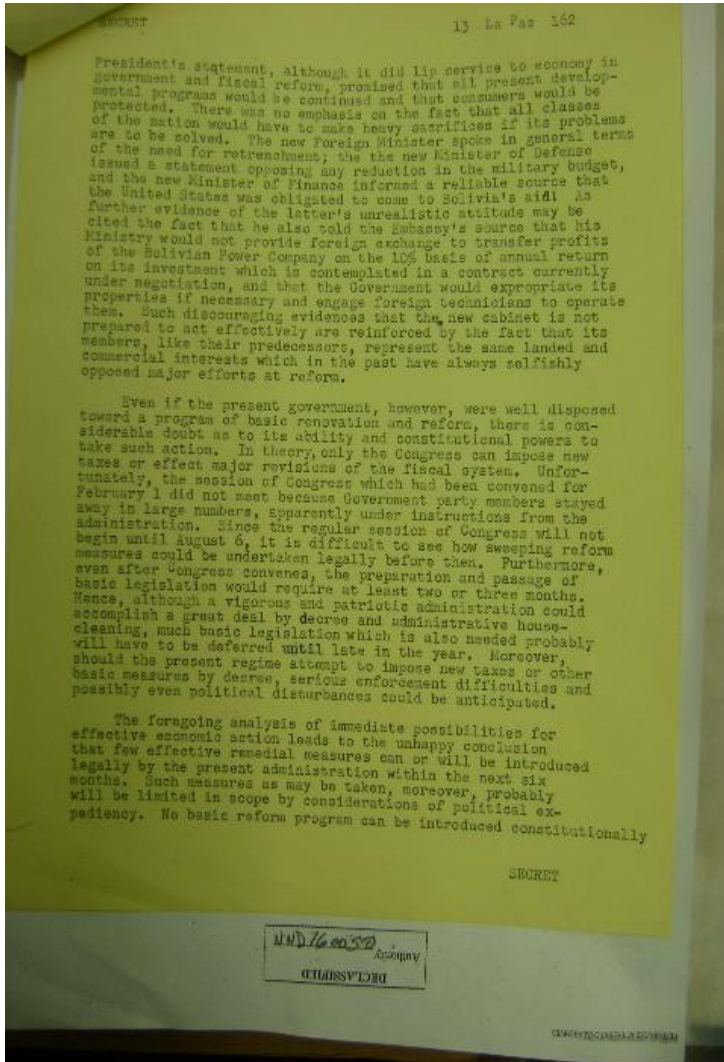 SECRET
13 La Paz 162
President's statement, although it did lip service to economy in
government and fiscal reform, promised that all present develop-
mental programs would be continued and that consumers would be
protected. There was no emphasis on the fact that all classes
of the nation would have to make heavy sacrifices if its problems
are to be solved. The new Foreign Minister spoke in general terms
of the need for retrenchment; the the new Minister of Defense
issued a statement opposing any reduction in the military budget,
and the new Minister of Finance informed a reliable source that
the United States was obligated to come to Bolivia's aid! As
further evidence of the latter's unrealistic attitude may be
cited the fact that he also told the Embassy's source that his
Ministry would not provide foreign exchange to transfer profits
of the Bolivian Power Company on the 10% basis of annual return
on its investment which is contemplated in a contract currently
under negotiation, and that the Government would expropriate its
properties if necessary and engage foreign technicians to operate
them. Such discouraging evidences that the new cabinet is not
prepared to act effectively are reinforced by the fact that its
members, like their predecessors, represent the same landed and
commercial interests which in the past have always selfishly
opposed major efforts at reform.
Even if the present government, however, were well disposed
toward a program of basic renovation and reform, there is con-
siderable doubt as to its ability and constitutional powers to
take such action. In theory, only the Congress can impose new
taxes or effect major revisions of the fiscal system. Unfor-
tunately, the session of Congress which had been convened for
February 1 did not meet because Government party members stayed
away in large numbers, apparently under instructions from the
administration. Since the regular session of Congress will not
begin until August 6, it is difficult to see how sweeping reform
measures could be undertaken legally before then. Furthermore,
even after Congress convenes, the preparation and passage of
basic legislation would require at least two or three months.
Hence, although a vigorous and patriotic administration could
accomplish a great deal by decree and administrative house-
cleaning, much basic legislation which is also needed probably
will have to be deferred until late in the year. Moreover,
should the present regime attempt to impose new taxes or other
basic measures by decree, serious enforcement difficulties and
possibly even political disturbances could be anticipated.
The foregoing analysis of immediate possibilities for
effective economic action leads to the unhappy conclusion
that few effective remedial measures can or will be introduced
legally by the present administration within the next six
months. Such measures as may be taken, moreover, probably
will be limited in scope by considerations of political ex-
pediency. No basic reform program can be introduced constitutionally
SECRET
DECLASSIFIED
Authority NND 760050